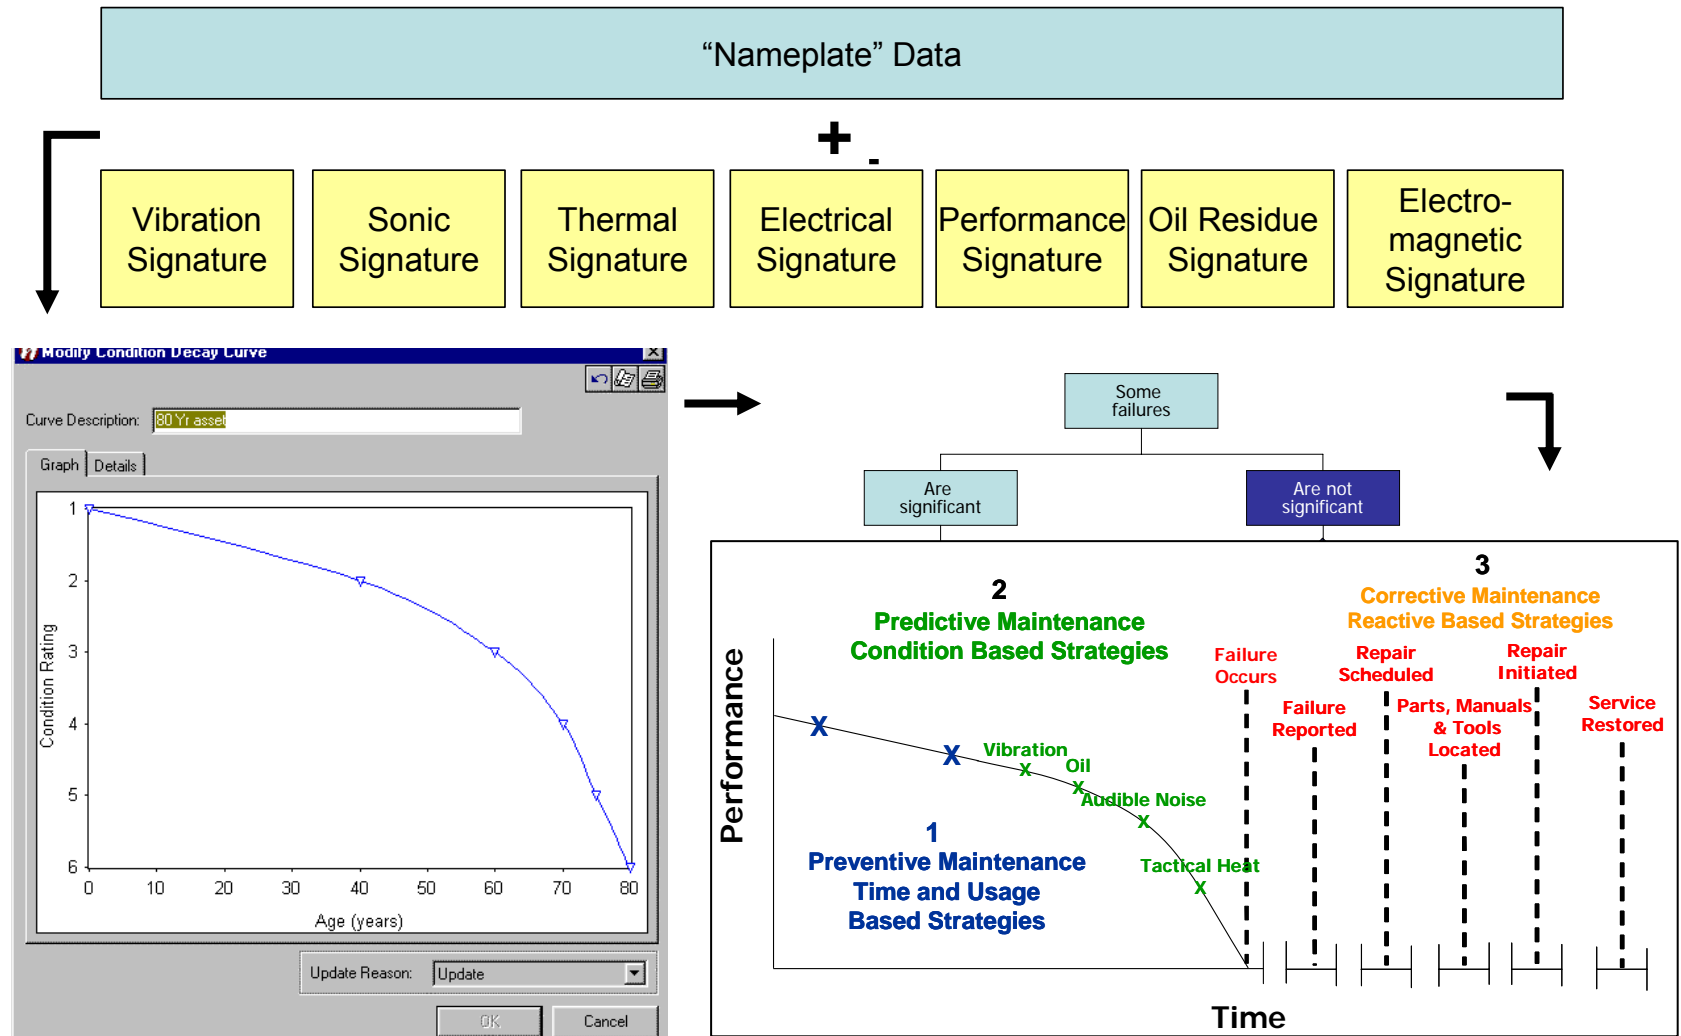 “Nameplate” Data
+
-
Vibration
Signature
Sonic
Signature
Thermal
Signature
Electrical
Signature
Performance
Signature
Oil Residue
Signature
Electro-
magnetic
Signature
Modify Condition Decay Curve
Curve Description: 80 Yr asset
Graph Details
Condition Rating
1
2
3
4
5
6
0 10 20 30 40 50 60 70 80
Age (years)
Update Reason: Update
OK Cancel
Some
failures
Are
significant
Are not
significant
2
Predictive Maintenance
Condition Based Strategies
3
Corrective Maintenance
Reactive Based Strategies
Failure
Occurs
Failure
Reported
Repair
Scheduled
Parts, Manuals
& Tools
Located
Repair
Initiated
Service
Restored
Performance
X
X
Vibration
X
Oil
X
Audible Noise
X
Tactical Heat
X
1
Preventive Maintenance
Time and Usage
Based Strategies
Time